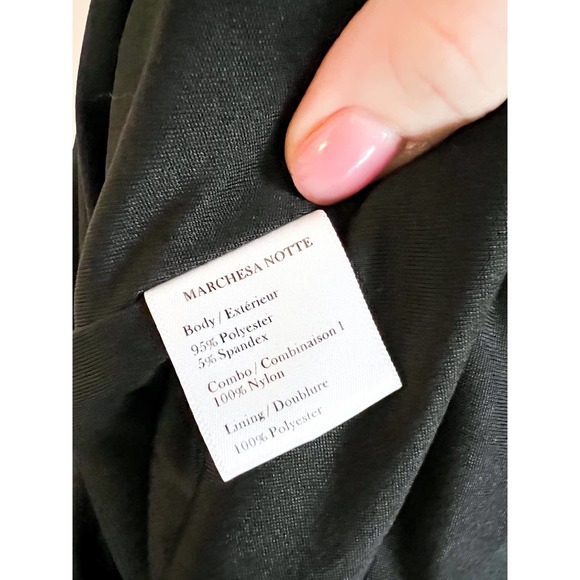 MARCHESA NOTTE
Body / Extérieur
95% Polyester
5% Spandex
Combo / Combinaison 1
100% Nylon
Lining / Doublure
100% Polyester